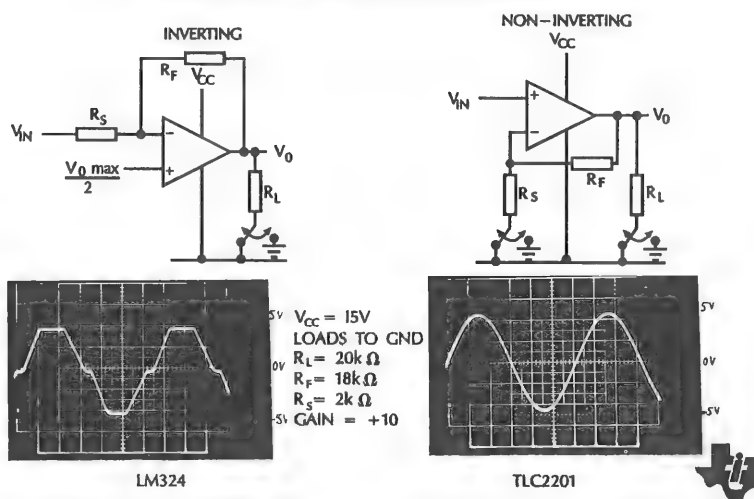 INVERTING
R_F
V_CC
R_S
V_IN
−
+
V_0 max
2
V_0
R_L
NON-INVERTING
V_CC
V_IN
+
−
V_0
R_F
R_S
R_L
5V
0V
-5V
V_CC = 15V
LOADS TO GND
R_L = 20k Ω
R_F = 18k Ω
R_S = 2k Ω
GAIN = +10
5V
0V
-5V
LM324
TLC2201